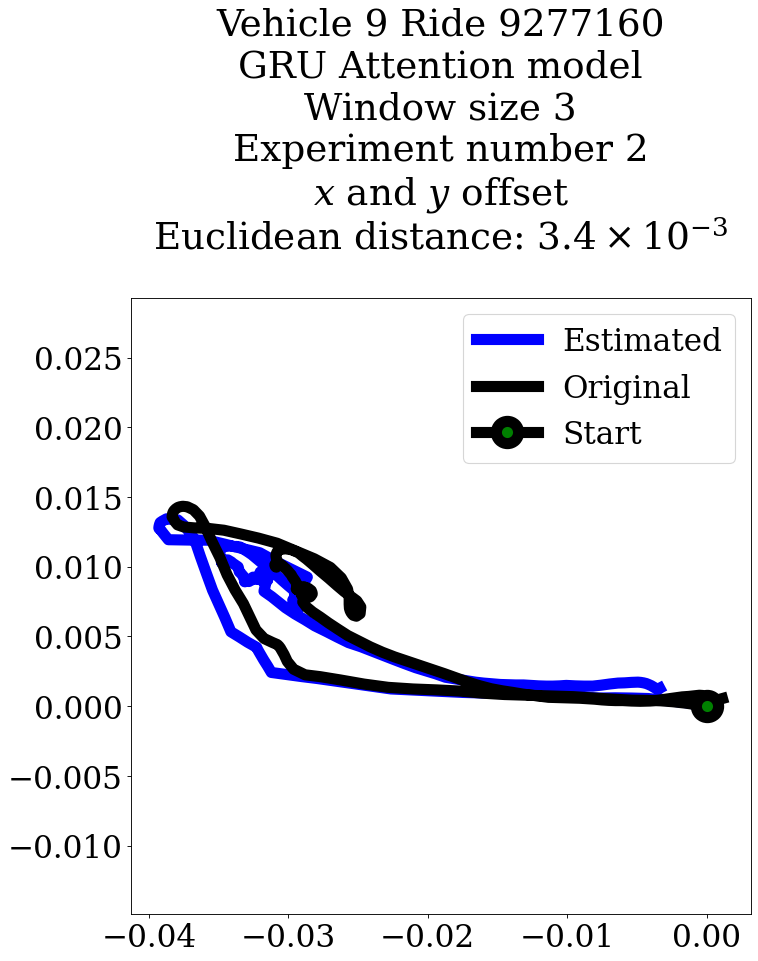 Vehicle 9 Ride 9277160
GRU Attention model
Window size 3
Experiment number 2
x and y offset
Euclidean distance: 3.4 × 10⁻³
Estimated
Original
Start
0.025
0.020
0.015
0.010
0.005
0.000
−0.005
−0.010
−0.04 −0.03 −0.02 −0.01 0.00